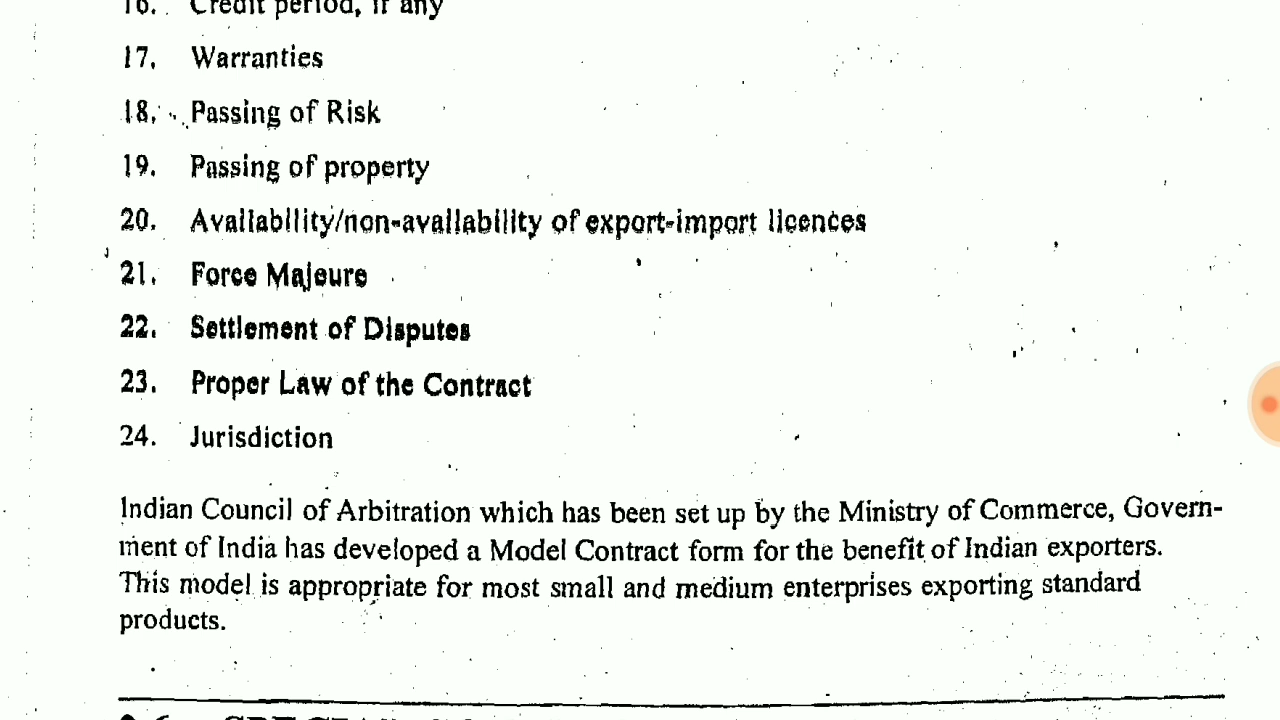 16. Credit period, if any
17. Warranties
18. Passing of Risk
19. Passing of property
20. Availability/non-availability of export-import licences
21. Force Majeure
22. Settlement of Disputes
23. Proper Law of the Contract
24. Jurisdiction
Indian Council of Arbitration which has been set up by the Ministry of Commerce, Govern-
ment of India has developed a Model Contract form for the benefit of Indian exporters.
This model is appropriate for most small and medium enterprises exporting standard
products.